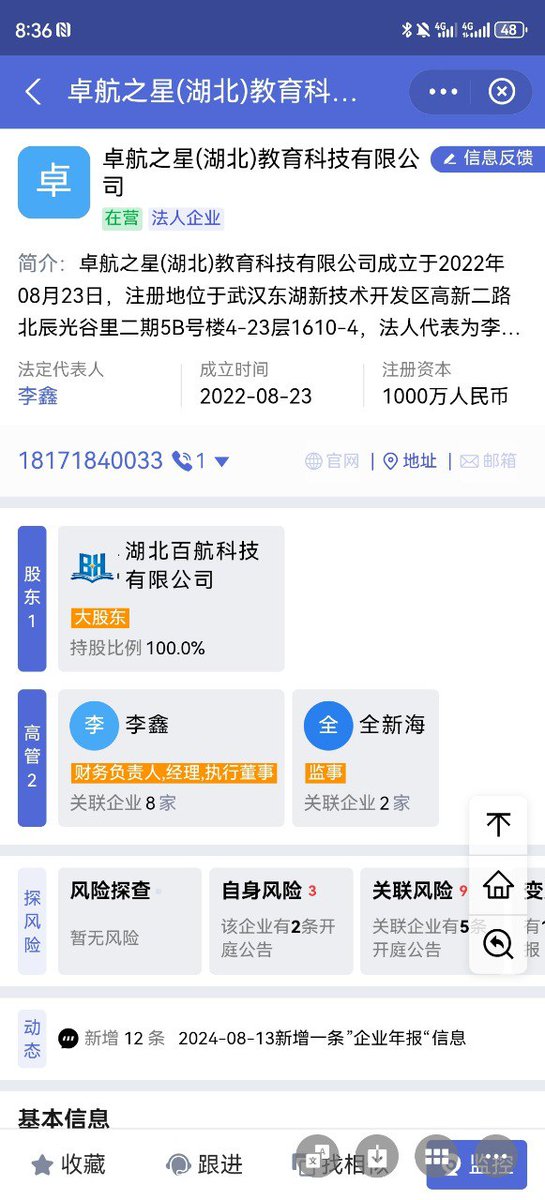 8:36
4G 4G 48
卓航之星(湖北)教育科...
卓
卓航之星(湖北)教育科技有限公
司
信息反馈
在营 法人企业
简介：卓航之星(湖北)教育科技有限公司成立于2022年
08月23日，注册地位于武汉东湖新技术开发区高新二路
北辰光谷里二期5B号楼4-23层1610-4，法人代表为李...
法定代表人 成立时间 注册资本
李鑫 2022-08-23 1000万人民币
18171840033 1 官网 | 地址 | 邮箱
股东1
BH
湖北百航科技
有限公司
大股东
持股比例 100.0%
高管2
李 李鑫
财务负责人,经理,执行董事
关联企业 8 家
全 全新海
监事
关联企业 2 家
探风险
风险探查
暂无风险
自身风险 3
该企业有2条开
庭公告
关联风险 9
关联企业有5条
开庭公告
变
有1
报
动态
新增 12 条 2024-08-13新增一条"企业年报"信息
基本信息
收藏 跟进 找相似 监控